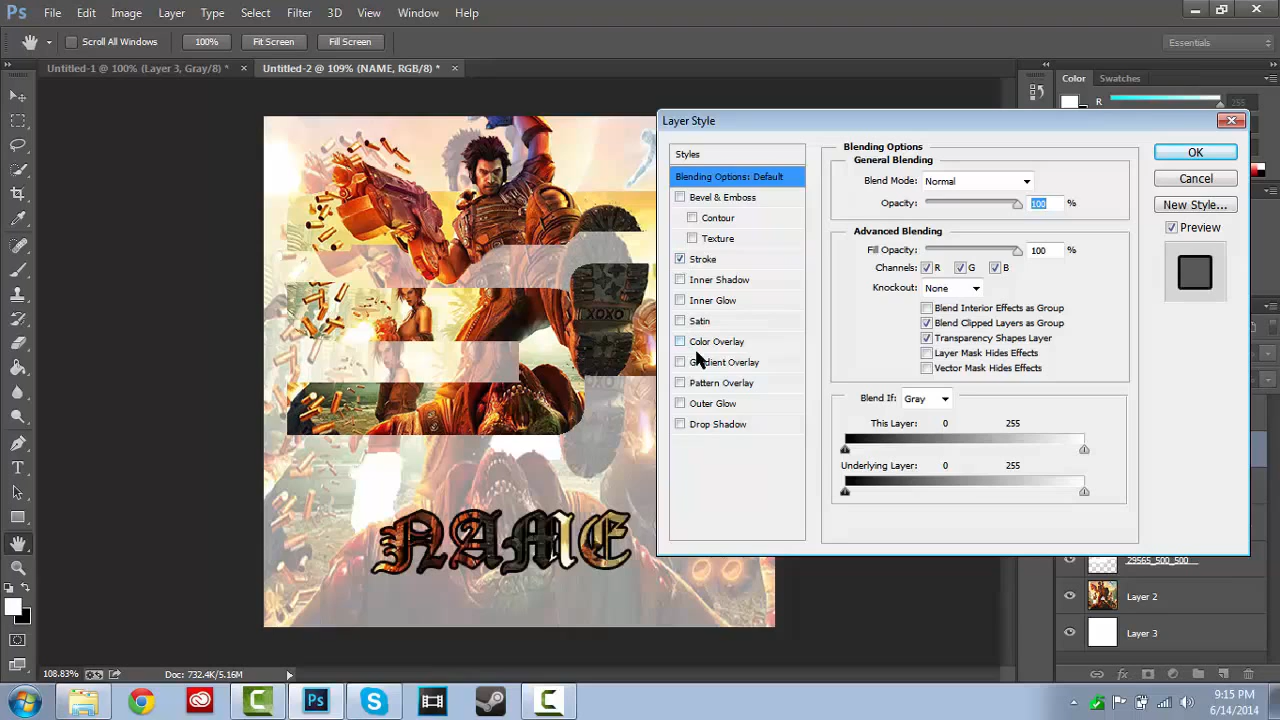 Ps File Edit Image Layer Type Select Filter 3D View Window Help
Scroll All Windows 100% Fit Screen Fill Screen Essentials
Untitled-1 @ 100% (Layer 3, Gray/8) * × Untitled-2 @ 109% (NAME, RGB/8) * ×
Color Swatches
R 255
Layer Style
Styles
Blending Options: Default
Bevel & Emboss
Contour
Texture
Stroke
Inner Shadow
Inner Glow
Satin
Color Overlay
Gradient Overlay
Pattern Overlay
Outer Glow
Drop Shadow
Blending Options
General Blending
Blend Mode: Normal
Opacity: 100 %
Advanced Blending
Fill Opacity: 100 %
Channels: R G B
Knockout: None
Blend Interior Effects as Group
Blend Clipped Layers as Group
Transparency Shapes Layer
Layer Mask Hides Effects
Vector Mask Hides Effects
Blend If: Gray
This Layer: 0 255
Underlying Layer: 0 255
OK
Cancel
New Style...
Preview
XOXO
XOXO
NAME
29565_500_500
Layer 2
Layer 3
fx
108.83% Doc: 732.4K/5.16M
9:15 PM
6/14/2014